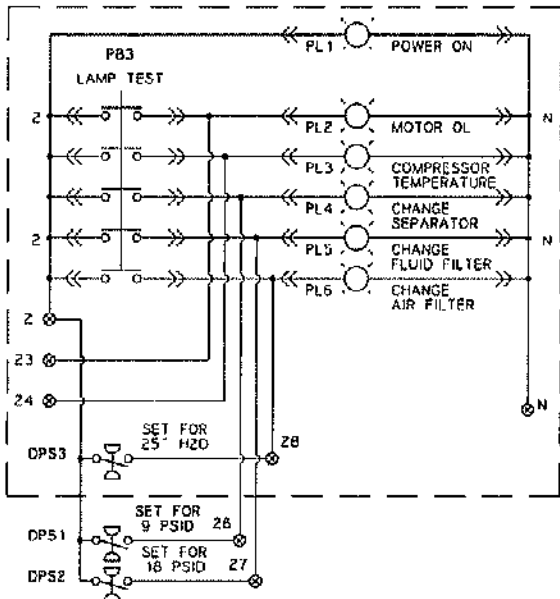 PL1 POWER ON
PB3
LAMP TEST
2 PL2 MOTOR OL N
PL3 COMPRESSOR
TEMPERATURE
PL4 CHANGE
SEPARATOR
2 PL5 CHANGE N
FLUID FILTER
PL6 CHANGE
AIR FILTER
2
23
24 N
SET FOR
25" H2O
DPS3 28
SET FOR
9 PSID
DPS1 26
SET FOR
18 PSID
DPS2 27